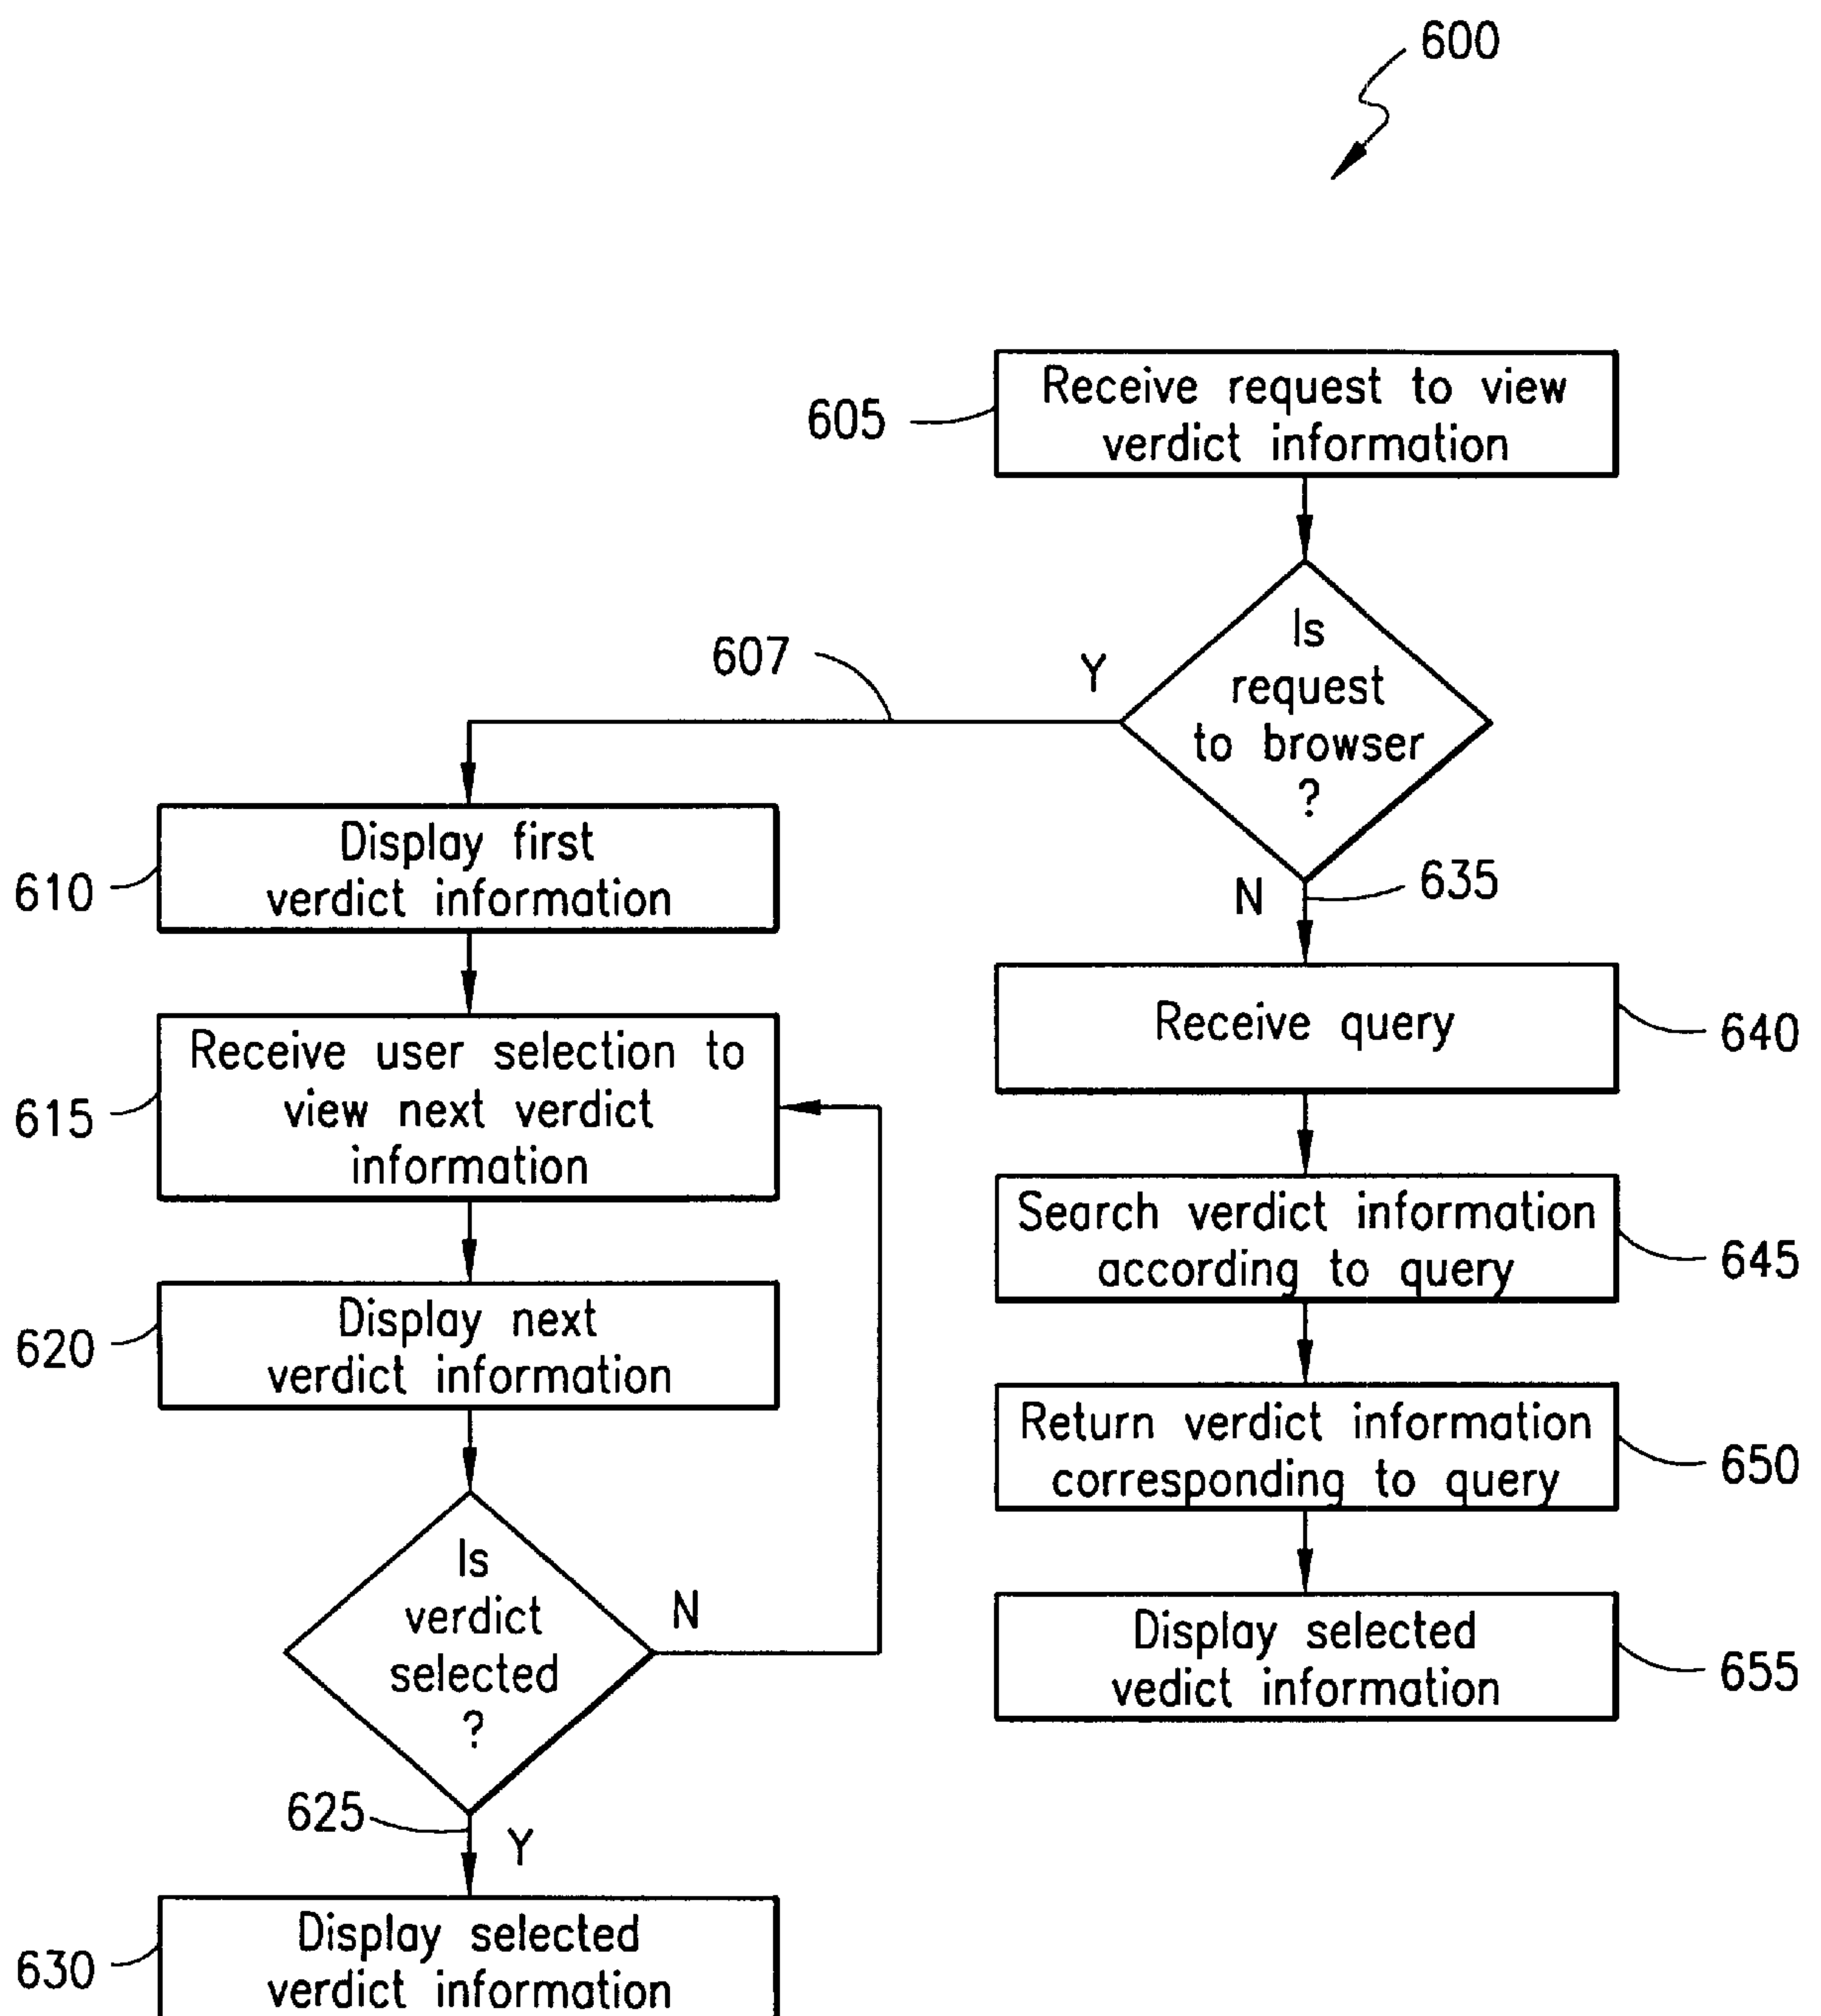 600
605
Receive request to view
verdict information
Is
request
to browser
?
Y
607
N
635
610
Display first
verdict information
615
Receive user selection to
view next verdict
information
620
Display next
verdict information
Is
verdict
selected
?
N
625
Y
630
Display selected
verdict information
Receive query
640
Search verdict information
according to query
645
Return verdict information
corresponding to query
650
Display selected
vedict information
655